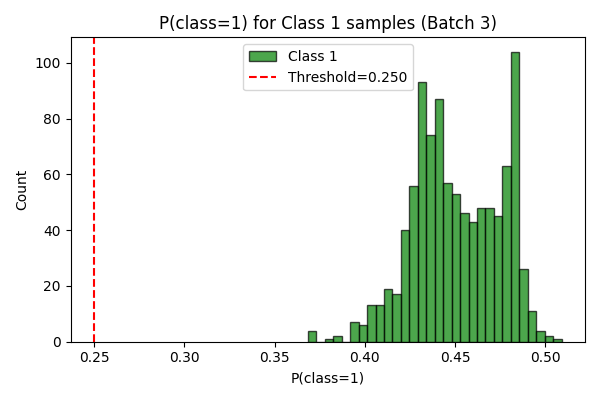 P(class=1) for Class 1 samples (Batch 3)
Class 1
Threshold=0.250
Count
100
80
60
40
20
0
0.25 0.30 0.35 0.40 0.45 0.50
P(class=1)